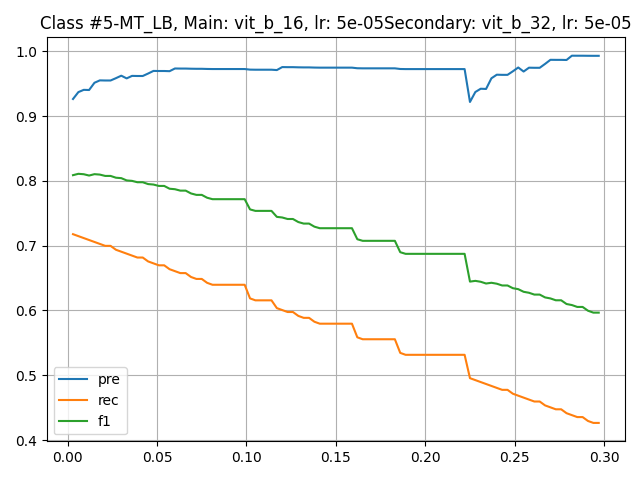 Class #5-MT_LB, Main: vit_b_16, lr: 5e-05Secondary: vit_b_32, lr: 5e-05
1.0
0.9
0.8
0.7
0.6
0.5
0.4
pre
rec
f1
0.00 0.05 0.10 0.15 0.20 0.25 0.30